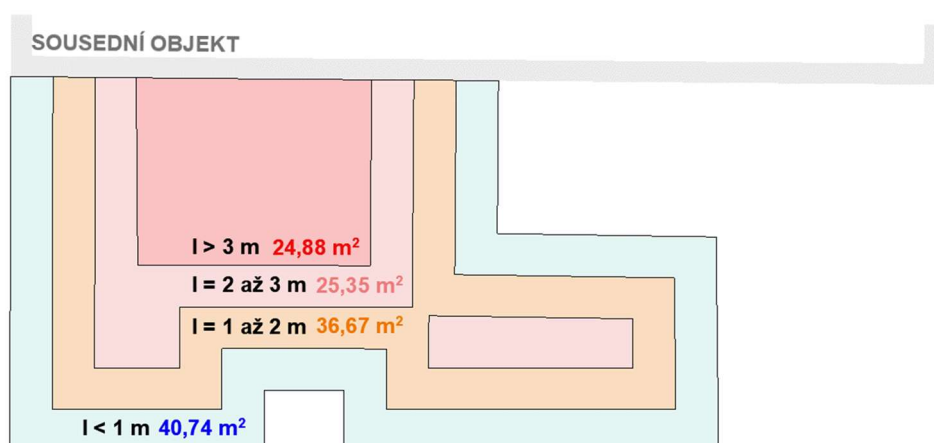 SOUSEDNÍ OBJEKT
l > 3 m 24,88 m²
l = 2 až 3 m 25,35 m²
l = 1 až 2 m 36,67 m²
l < 1 m 40,74 m²